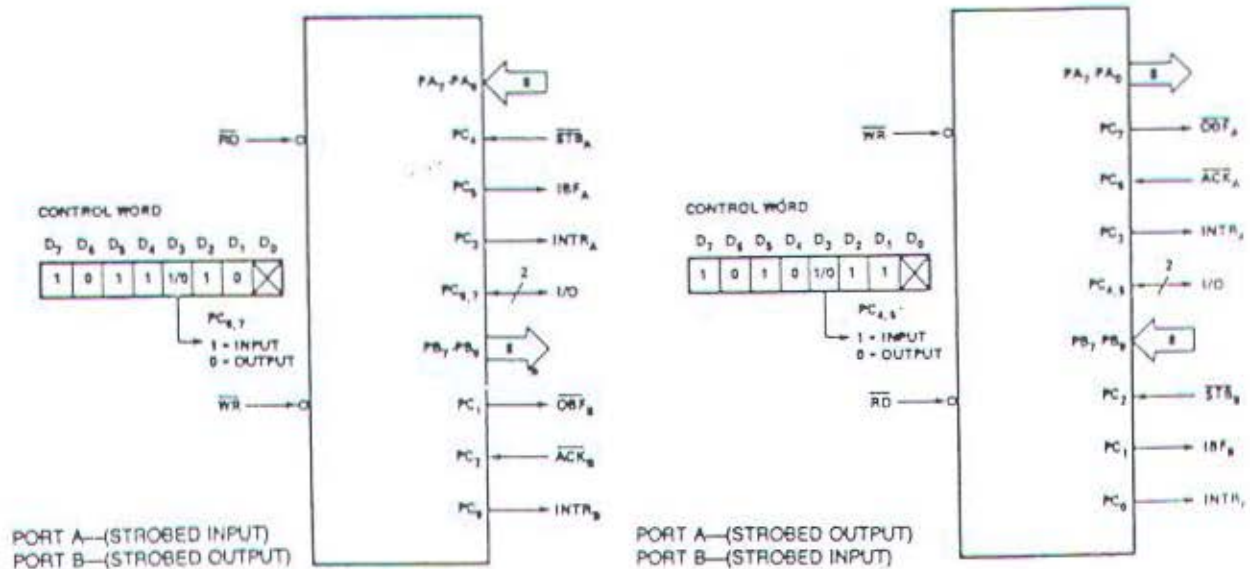 PA7-PA0
8
RD
PC4
STBA
PC5
IBFA
CONTROL WORD
D7 D6 D5 D4 D3 D2 D1 D0
1 0 1 1 1/0 1 0
PC3
INTRA
PC6,7
2
I/O
PC6,7
1 = INPUT
0 = OUTPUT
PB7-PB0
8
WR
PC1
OBFB
PC2
ACKB
PC0
INTRB
PORT A—(STROBED INPUT)
PORT B—(STROBED OUTPUT)
PA7-PA0
8
WR
PC7
OBFA
PC6
ACKA
CONTROL WORD
D7 D6 D5 D4 D3 D2 D1 D0
1 0 1 0 1/0 1 1
PC3
INTR
PC4,5
2
I/O
PC4,5
1 = INPUT
0 = OUTPUT
PB7-PB0
8
RD
PC2
STBB
PC1
IBFB
PC0
INTR
PORT A—(STROBED OUTPUT)
PORT B—(STROBED INPUT)